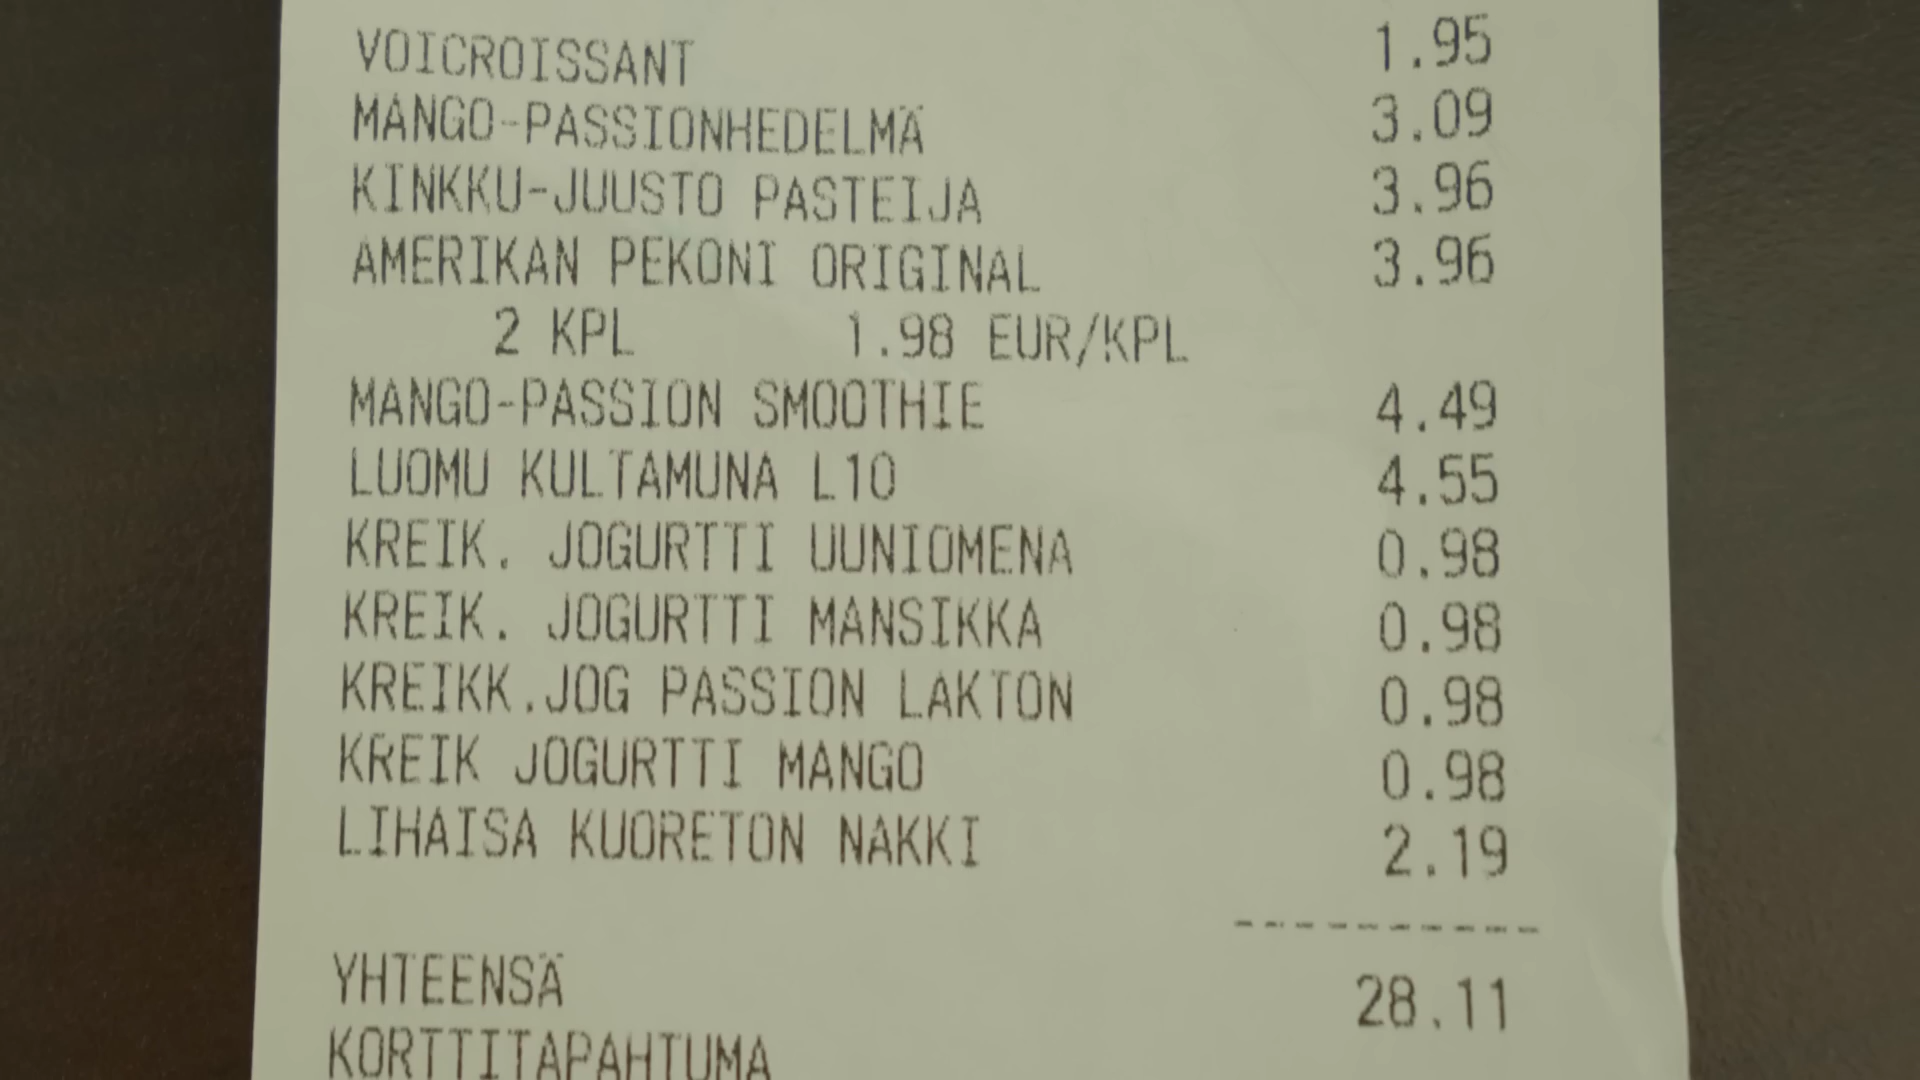 VOICROISSANT 1.95
MANGO-PASSIONHEDELMÄ 3.09
KINKKU-JUUSTO PASTEIJA 3.96
AMERIKAN PEKONI ORIGINAL 3.96
2 KPL 1.98 EUR/KPL
MANGO-PASSION SMOOTHIE 4.49
LUOMU KULTAMUNA L10 4.55
KREIK. JOGURTTI UUNIOMENA 0.98
KREIK. JOGURTTI MANSIKKA 0.98
KREIKK.JOG PASSION LAKTON 0.98
KREIK JOGURTTI MANGO 0.98
LIHAISA KUORETON NAKKI 2.19
----------
YHTEENSÄ 28.11
KORTTITAPAHTUMA